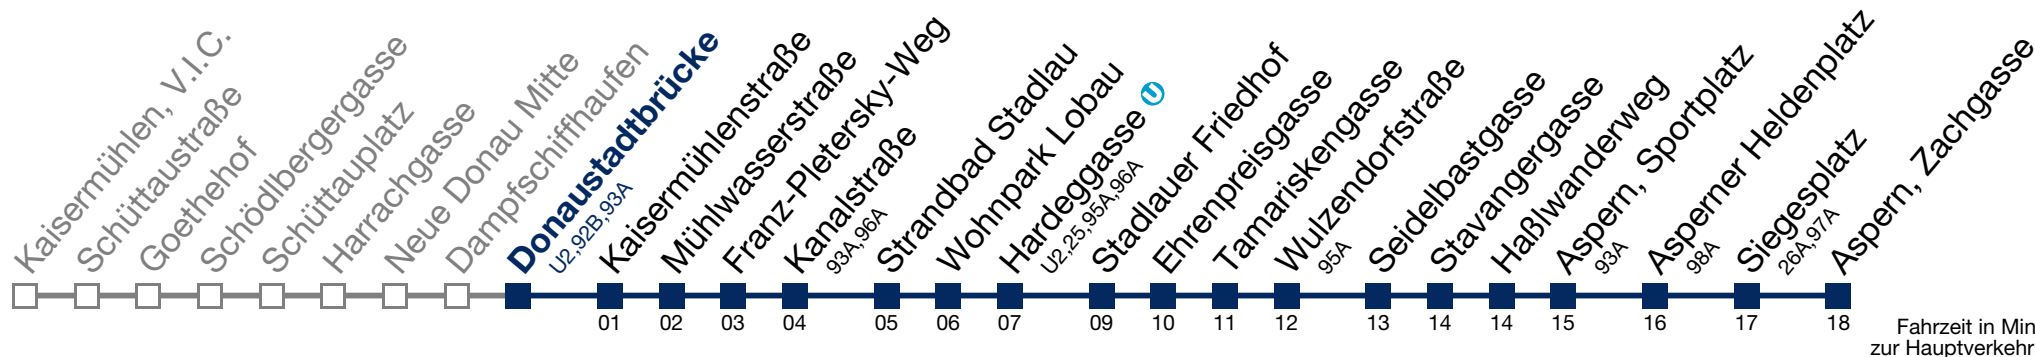 Kaisermühlen, V.I.C.
Schüttaustraße
Goethehof
Schödlbergergasse
Schüttauplatz
Harrachgasse
Neue Donau Mitte
Dampfschiffhaufen
Donaustadtbrücke
U2,92B,93A
Kaisermühlenstraße
Mühlwasserstraße
Franz-Pletersky-Weg
Kanalstraße
93A,96A
Strandbad Stadlau
Wohnpark Lobau
Hardeggasse U
U2,25,95A,96A
Stadlauer Friedhof
Ehrenpreisgasse
Tamariskengasse
Wulzendorfstraße
95A
Seidelbastgasse
Stavangergasse
Haßlwanderweg
Aspern, Sportplatz
93A
Asperner Heldenplatz
98A
Siegesplatz
26A,97A
Aspern, Zachgasse
01 02 03 04 05 06 07 09 10 11 12 13 14 14 15 16 17 18
Fahrzeit in Min
zur Hauptverkehr